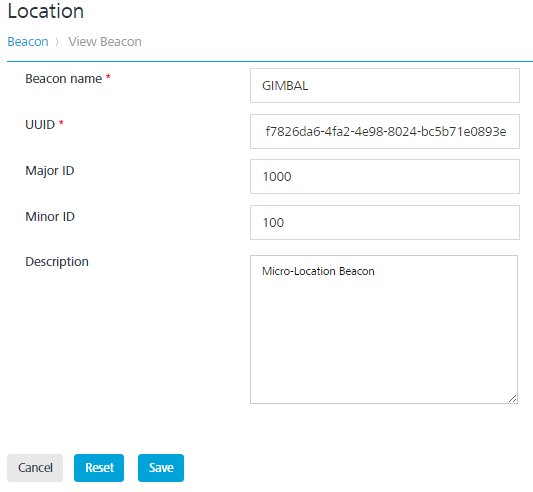 Location
Beacon 〉 View Beacon
Beacon name * GIMBAL
UUID * f7826da6-4fa2-4e98-8024-bc5b71e0893e
Major ID 1000
Minor ID 100
Description Micro-Location Beacon
Cancel Reset Save